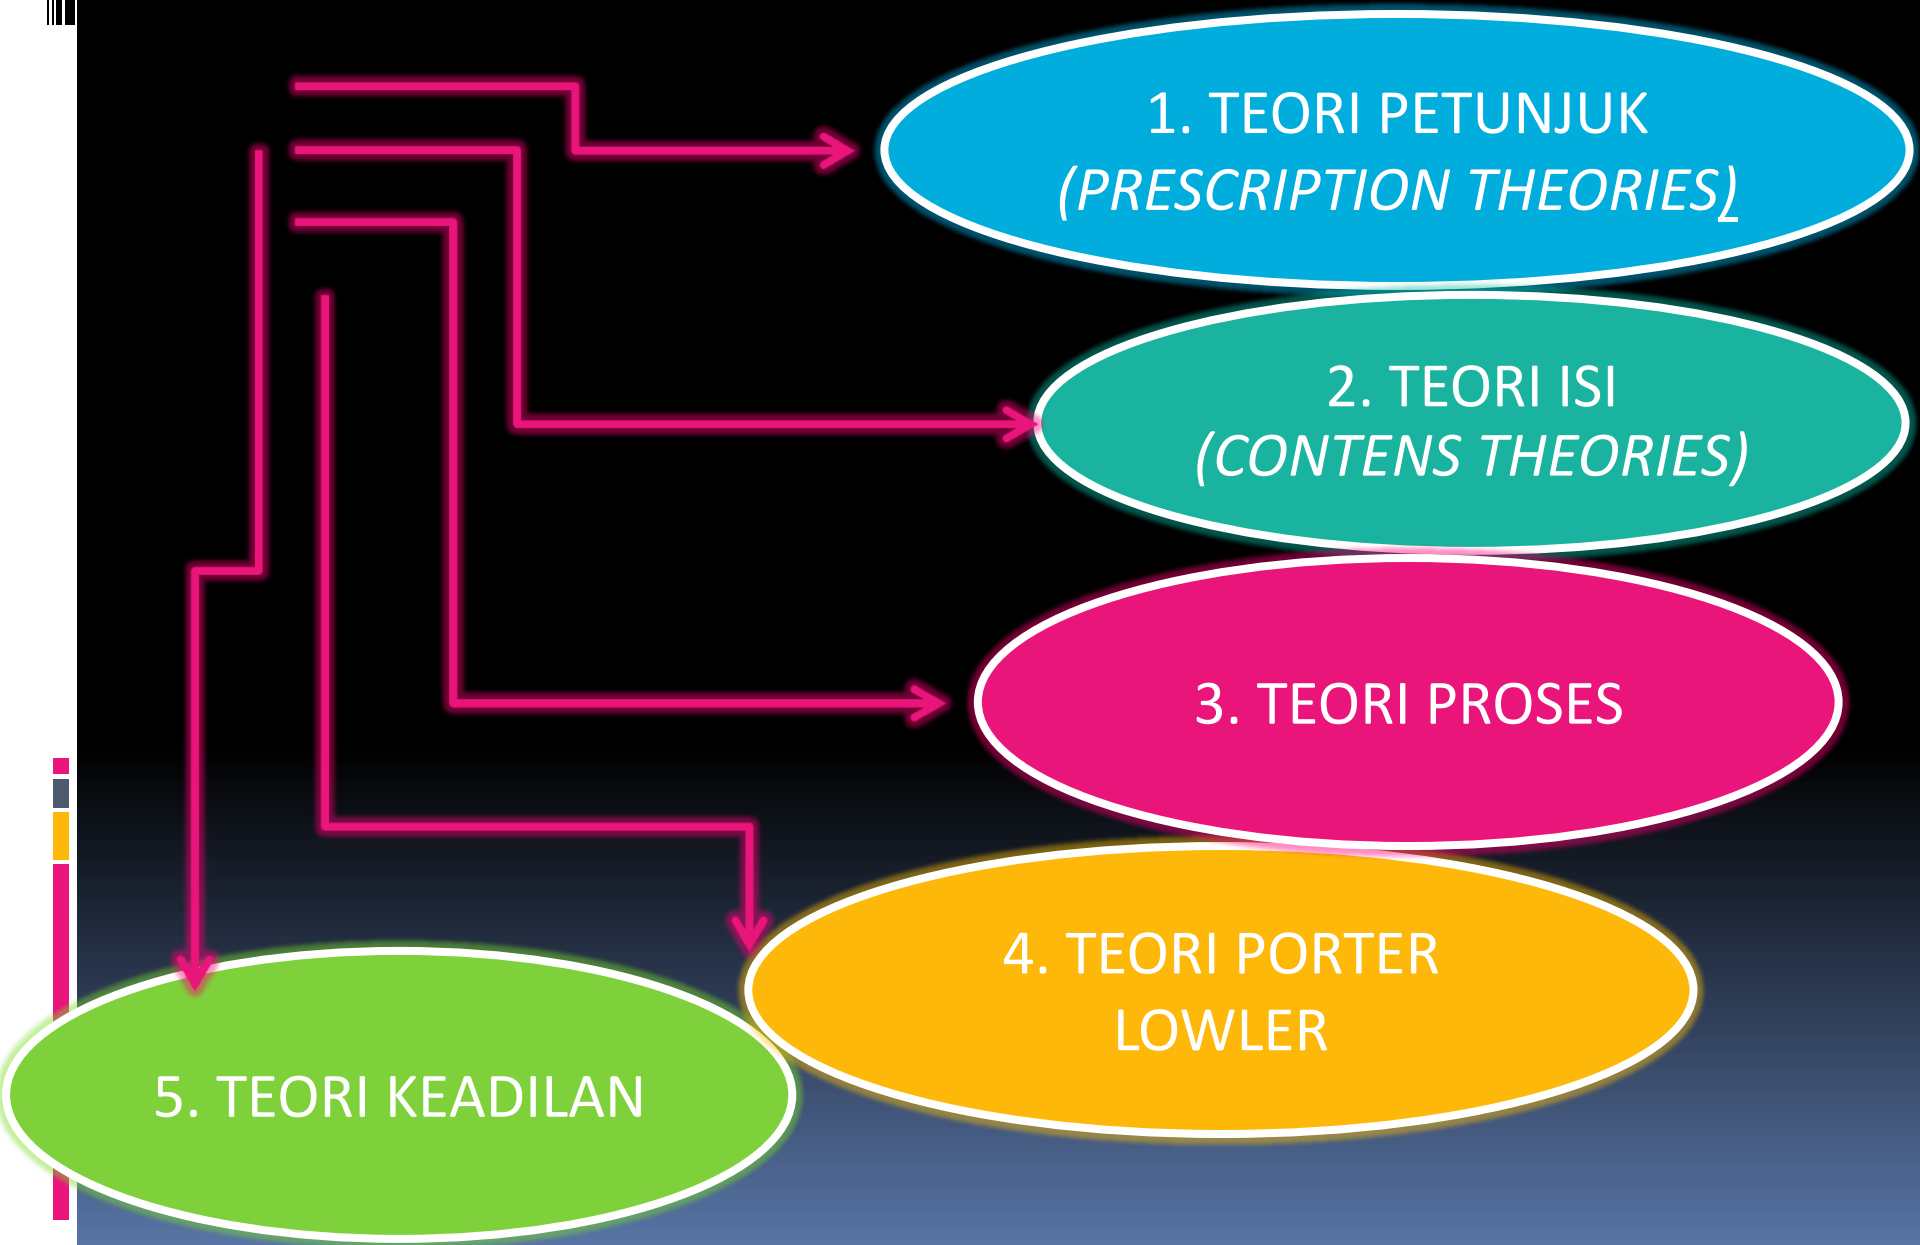 1. TEORI PETUNJUK
(PRESCRIPTION THEORIES)
2. TEORI ISI
(CONTENS THEORIES)
3. TEORI PROSES
4. TEORI PORTER
LOWLER
5. TEORI KEADILAN